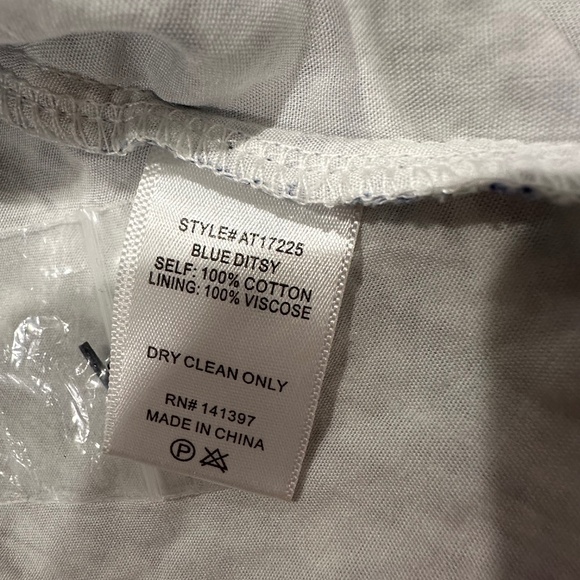 STYLE# AT17225
BLUE DITSY
SELF: 100% COTTON
LINING: 100% VISCOSE
DRY CLEAN ONLY
RN# 141397
MADE IN CHINA
P